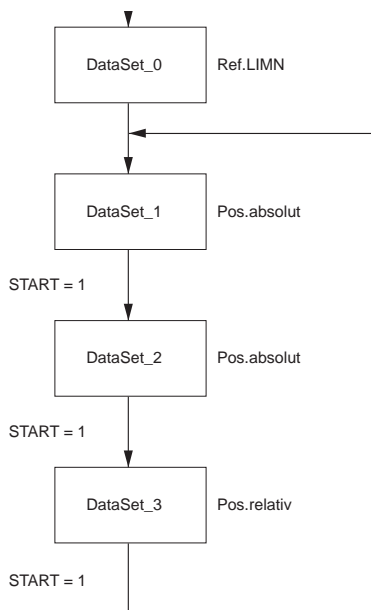 DataSet_0 Ref.LIMN
DataSet_1 Pos.absolut
START = 1
DataSet_2 Pos.absolut
START = 1
DataSet_3 Pos.relativ
START = 1